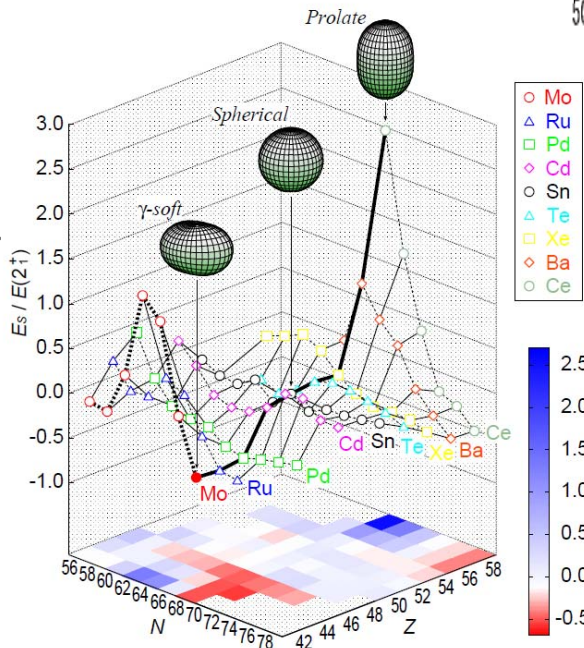 Prolate
50
Spherical
γ-soft
E_S / E(2⁺₁)
3.0
2.5
2.0
1.5
1.0
0.5
0.0
-0.5
-1.0
Mo
Ru
Pd
Cd
Sn
Te
Xe
Ba
Ce
Mo
Ru
Pd
Cd
Sn
Te
Xe
Ba
Ce
2.5
2.0
1.5
1.0
0.5
0.0
-0.5
56 58 60 62 64 66 68 70 72 74 76 78
N
42 44 46 48 50 52 54 56 58
Z